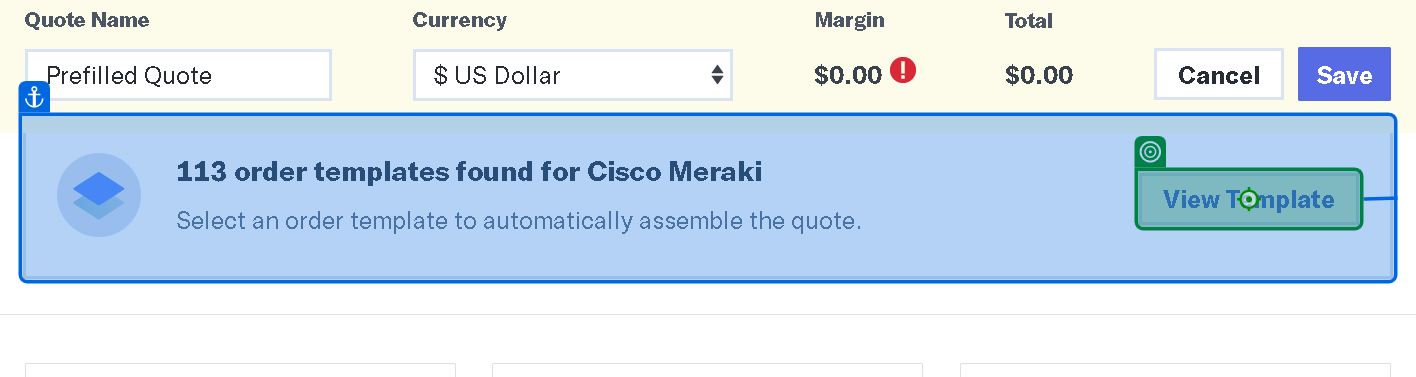 Quote Name Currency Margin Total
Prefilled Quote $ US Dollar $0.00 $0.00 Cancel Save
113 order templates found for Cisco Meraki
View Template
Select an order template to automatically assemble the quote.